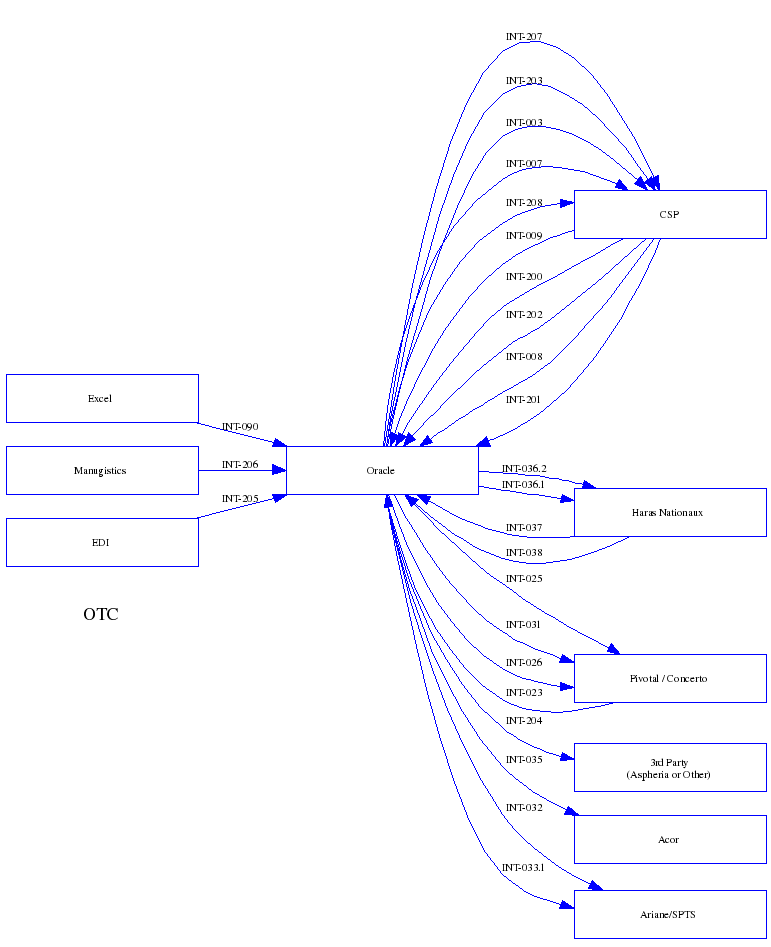 INT-207
INT-203
INT-003
INT-007
INT-208
CSP
INT-009
INT-200
INT-202
INT-008
INT-201
Excel
INT-090
Manugistics
INT-206
Oracle
INT-036.2
INT-036.1
INT-205
Haras Nationaux
INT-037
EDI
INT-038
INT-025
OTC
INT-031
INT-026
Pivotal / Concerto
INT-023
INT-204
3rd Party
(Aspheria or Other)
INT-035
INT-032
Acor
INT-033.1
Ariane/SPTS